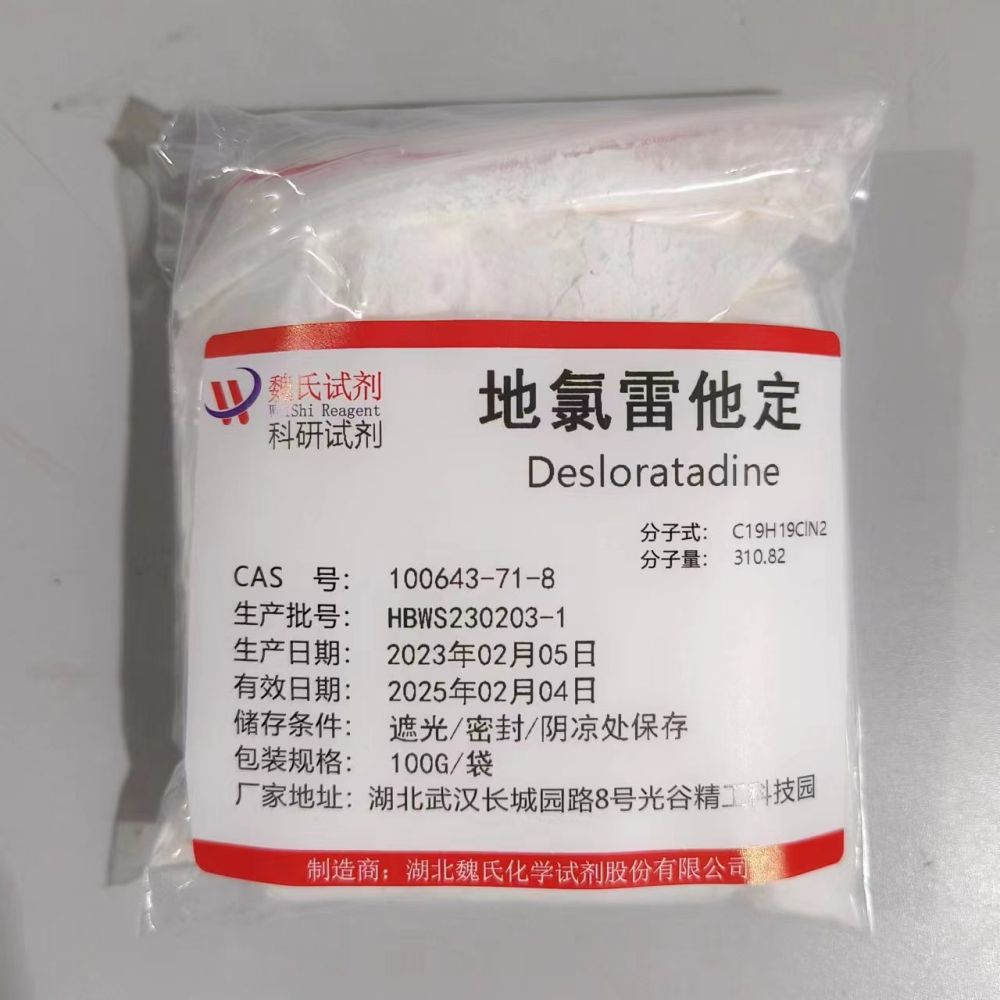 魏氏试剂
WeiShi Reagent
科研试剂
地氯雷他定
Desloratadine
分子式: C19H19ClN2
分子量: 310.82
CAS 号: 100643-71-8
生产批号: HBWS230203-1
生产日期: 2023年02月05日
有效日期: 2025年02月04日
储存条件: 遮光/密封/阴凉处保存
包装规格: 100G/袋
厂家地址: 湖北武汉长城园路8号光谷精工科技园
制造商: 湖北魏氏化学试剂股份有限公司